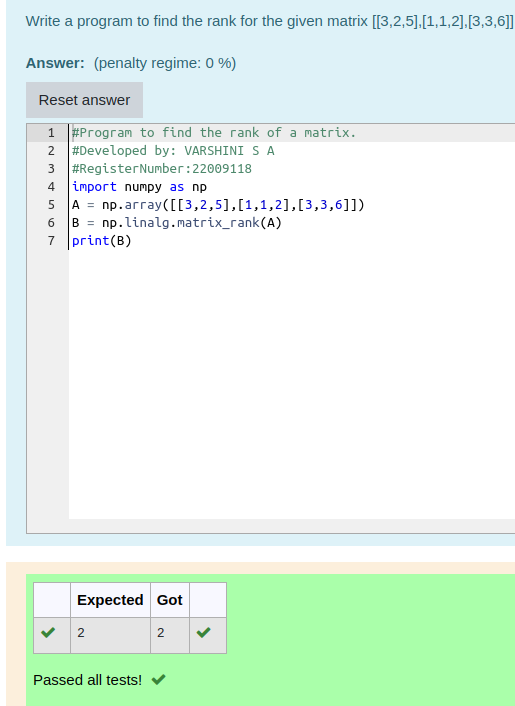 Write a program to find the rank for the given matrix [[3,2,5],[1,1,2],[3,3,6]]
Answer: (penalty regime: 0 %)
Reset answer
1 #Program to find the rank of a matrix.
2 #Developed by: VARSHINI S A
3 #RegisterNumber:22009118
4 import numpy as np
5 A = np.array([[3,2,5],[1,1,2],[3,3,6]])
6 B = np.linalg.matrix_rank(A)
7 print(B)
Expected Got
2 2
Passed all tests!